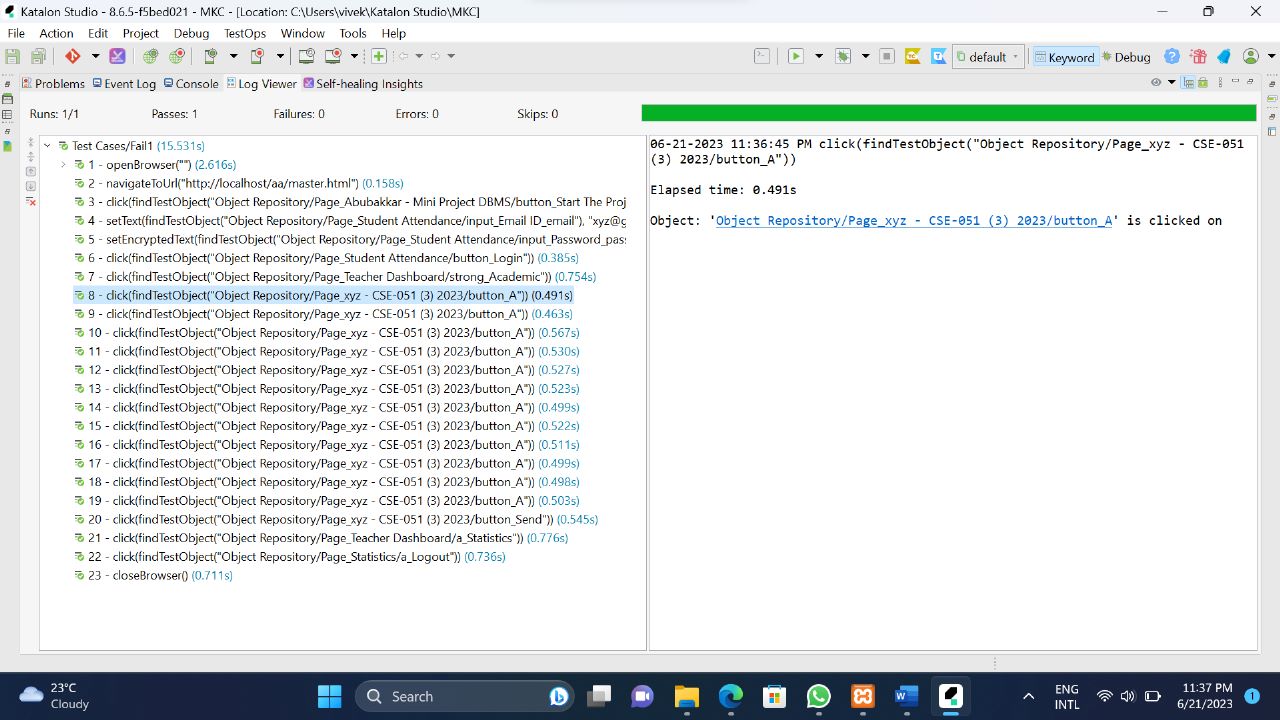 Katalon Studio - 8.6.5-f5bed021 - MKC - [Location: C:\Users\vivek\Katalon Studio\MKC]
File Action Edit Project Debug TestOps Window Tools Help
default Keyword Debug
Problems Event Log Console Log Viewer Self-healing Insights
Runs: 1/1 Passes: 1 Failures: 0 Errors: 0 Skips: 0
Test Cases/Fail1 (15.531s)
1 - openBrowser("") (2.616s)
2 - navigateToUrl("http://localhost/aa/master.html") (0.158s)
3 - click(findTestObject("Object Repository/Page_Abubakkar - Mini Project DBMS/button_Start The Proj
4 - setText(findTestObject("Object Repository/Page_Student Attendance/input_Email ID_email"), "xyz@g
5 - setEncryptedText(findTestObject("Object Repository/Page_Student Attendance/input_Password_pas
6 - click(findTestObject("Object Repository/Page_Student Attendance/button_Login")) (0.385s)
7 - click(findTestObject("Object Repository/Page_Teacher Dashboard/strong_Academic")) (0.754s)
8 - click(findTestObject("Object Repository/Page_xyz - CSE-051 (3) 2023/button_A")) (0.491s)
9 - click(findTestObject("Object Repository/Page_xyz - CSE-051 (3) 2023/button_A")) (0.463s)
10 - click(findTestObject("Object Repository/Page_xyz - CSE-051 (3) 2023/button_A")) (0.567s)
11 - click(findTestObject("Object Repository/Page_xyz - CSE-051 (3) 2023/button_A")) (0.530s)
12 - click(findTestObject("Object Repository/Page_xyz - CSE-051 (3) 2023/button_A")) (0.527s)
13 - click(findTestObject("Object Repository/Page_xyz - CSE-051 (3) 2023/button_A")) (0.523s)
14 - click(findTestObject("Object Repository/Page_xyz - CSE-051 (3) 2023/button_A")) (0.499s)
15 - click(findTestObject("Object Repository/Page_xyz - CSE-051 (3) 2023/button_A")) (0.522s)
16 - click(findTestObject("Object Repository/Page_xyz - CSE-051 (3) 2023/button_A")) (0.511s)
17 - click(findTestObject("Object Repository/Page_xyz - CSE-051 (3) 2023/button_A")) (0.499s)
18 - click(findTestObject("Object Repository/Page_xyz - CSE-051 (3) 2023/button_A")) (0.498s)
19 - click(findTestObject("Object Repository/Page_xyz - CSE-051 (3) 2023/button_A")) (0.503s)
20 - click(findTestObject("Object Repository/Page_xyz - CSE-051 (3) 2023/button_Send")) (0.545s)
21 - click(findTestObject("Object Repository/Page_Teacher Dashboard/a_Statistics")) (0.776s)
22 - click(findTestObject("Object Repository/Page_Statistics/a_Logout")) (0.736s)
23 - closeBrowser() (0.711s)
06-21-2023 11:36:45 PM click(findTestObject("Object Repository/Page_xyz - CSE-051
(3) 2023/button_A"))
Elapsed time: 0.491s
Object: 'Object Repository/Page_xyz - CSE-051 (3) 2023/button_A' is clicked on
23°C
Cloudy
Search
ENG
INTL
11:37 PM
6/21/2023
1